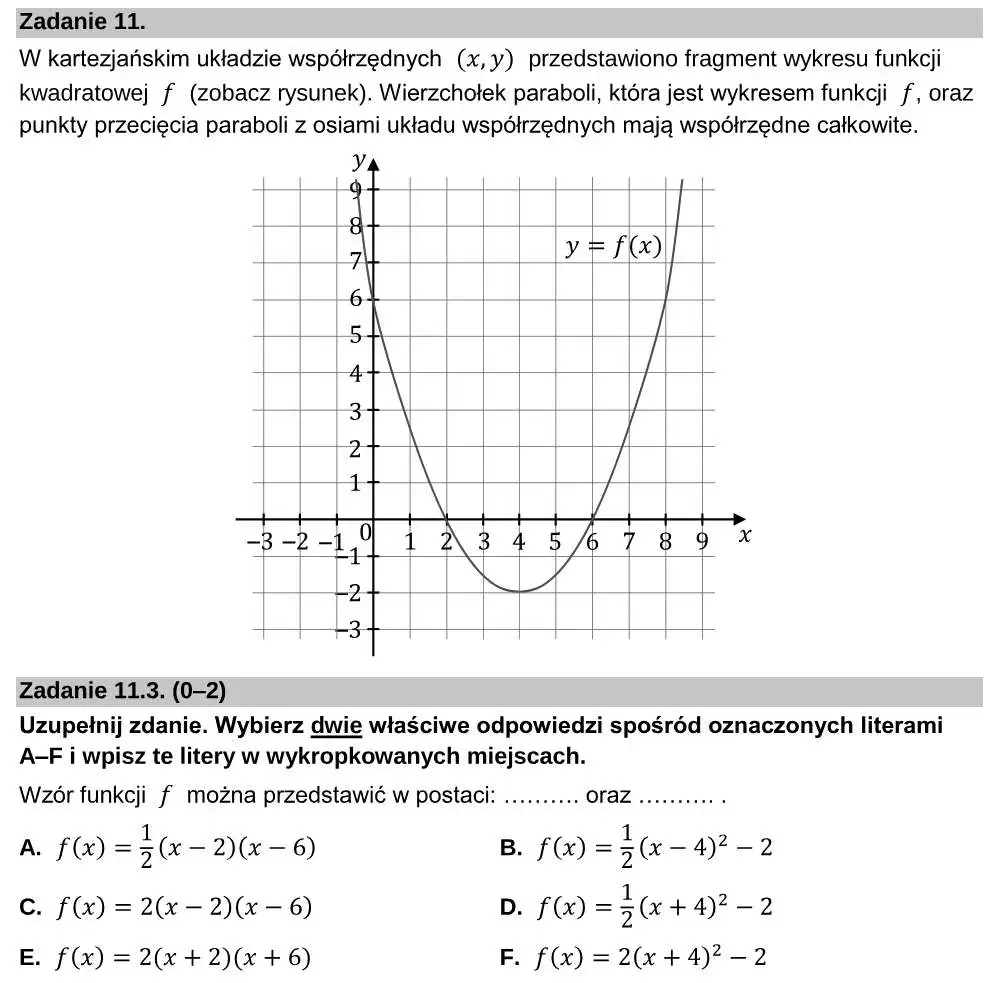 Zadanie 11.
W kartezjańskim układzie współrzędnych (x, y) przedstawiono fragment wykresu funkcji
kwadratowej f (zobacz rysunek). Wierzchołek paraboli, która jest wykresem funkcji f, oraz
punkty przecięcia paraboli z osiami układu współrzędnych mają współrzędne całkowite.
y
9
8
y = f(x)
7
6
5
4
3
2
1
-3 -2 -1 0 1 2 3 4 5 6 7 8 9 x
-1
-2
-3
Zadanie 11.3. (0–2)
Uzupełnij zdanie. Wybierz dwie właściwe odpowiedzi spośród oznaczonych literami
A–F i wpisz te litery w wykropkowanych miejscach.
Wzór funkcji f można przedstawić w postaci: .......... oraz .......... .
A. f(x) = 1/2 (x − 2)(x − 6) B. f(x) = 1/2 (x − 4)² − 2
C. f(x) = 2(x − 2)(x − 6) D. f(x) = 1/2 (x + 4)² − 2
E. f(x) = 2(x + 2)(x + 6) F. f(x) = 2(x + 4)² − 2